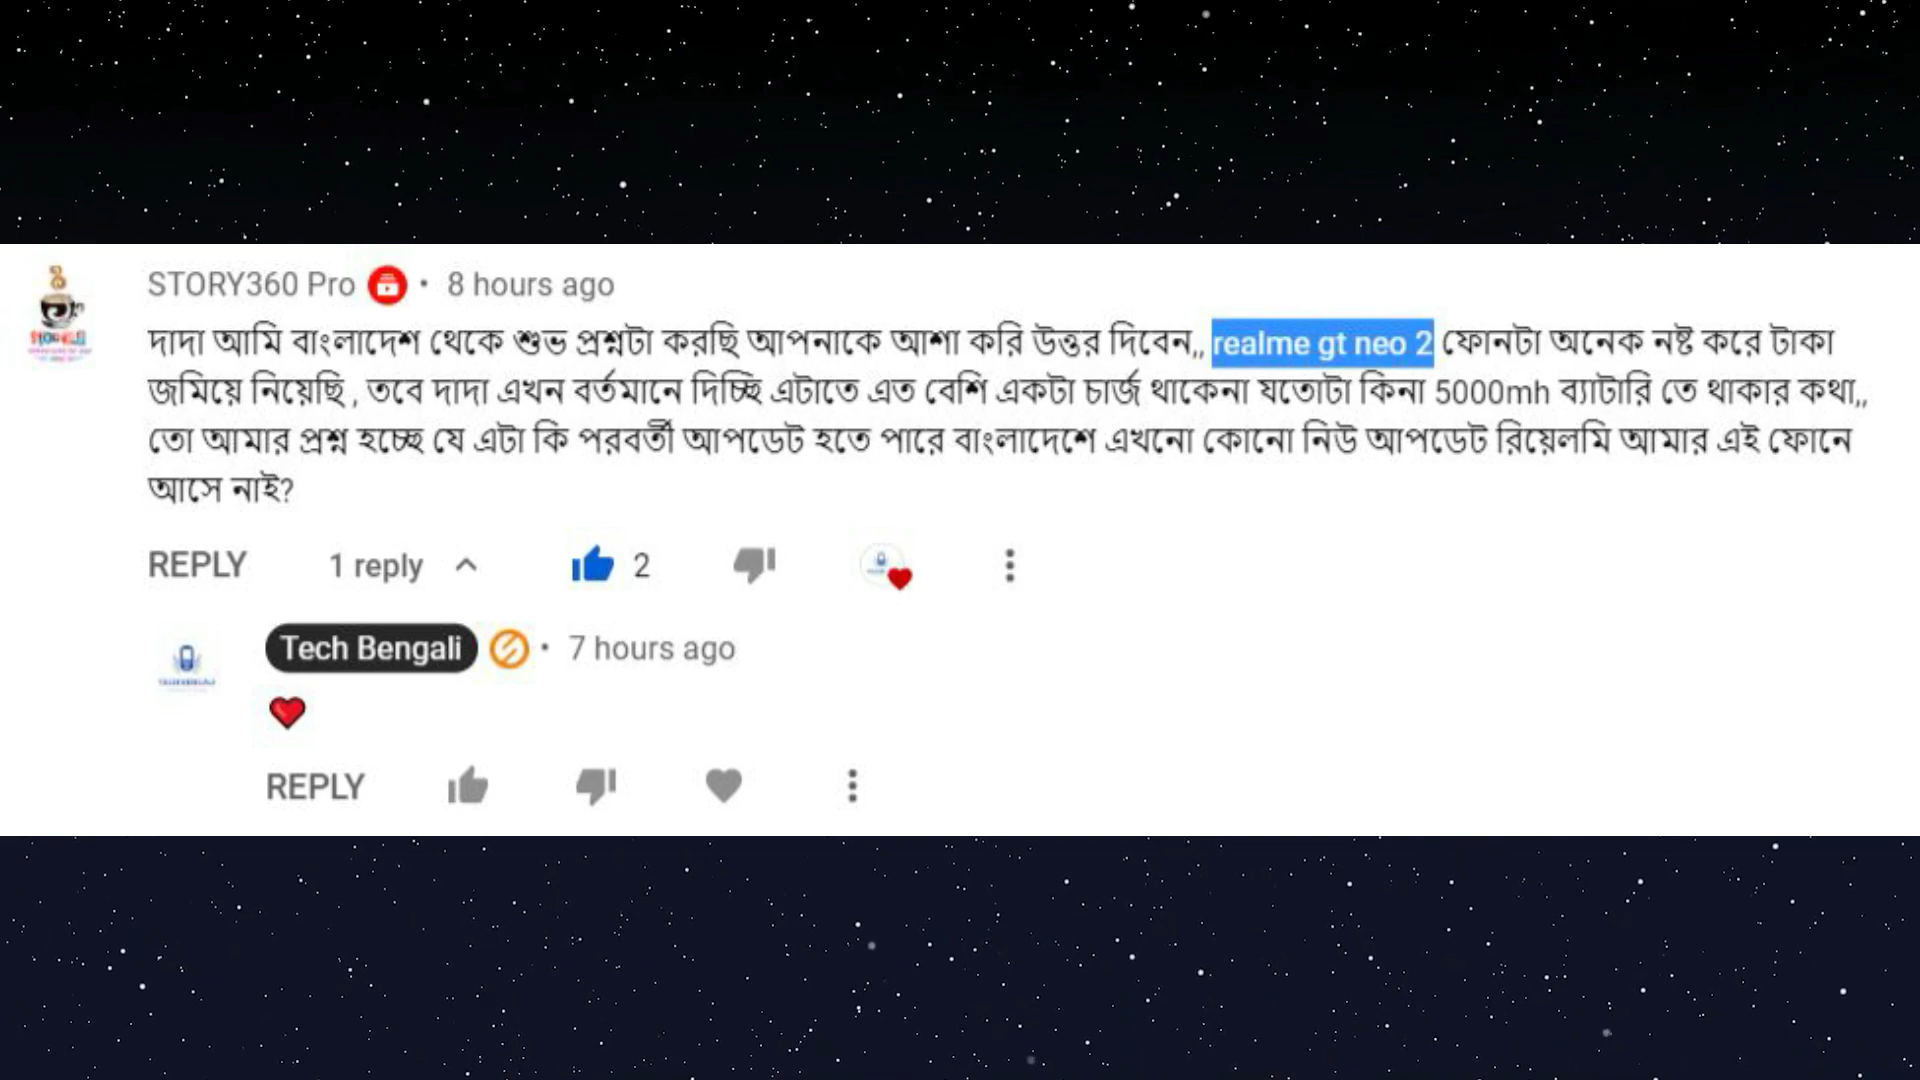 STORY360 Pro • 8 hours ago
দাদা আমি বাংলাদেশ থেকে শুভ প্রশ্নটা করছি আপনাকে আশা করি উত্তর দিবেন,, realme gt neo 2 ফোনটা অনেক নষ্ট করে টাকা
জমিয়ে নিয়েছি, তবে দাদা এখন বর্তমানে দিচ্ছি এটাতে এত বেশি একটা চার্জ থাকেনা যতোটা কিনা 5000mh ব্যাটারি তে থাকার কথা,,
তো আমার প্রশ্ন হচ্ছে যে এটা কি পরবর্তী আপডেট হতে পারে বাংলাদেশে এখনো কোনো নিউ আপডেট রিয়েলমি আমার এই ফোনে
আসে নাই?
REPLY 1 reply 2
Tech Bengali • 7 hours ago
REPLY